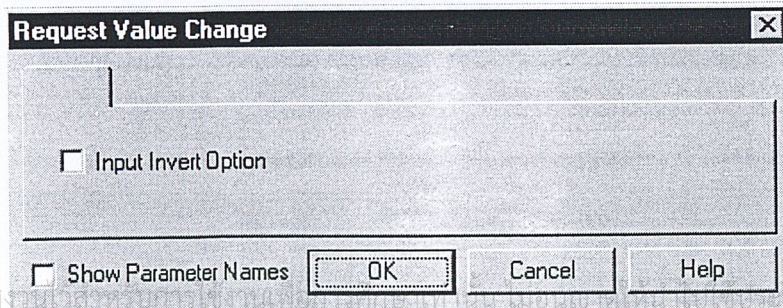 Request Value Change
Input Invert Option
Show Parameter Names OK Cancel Help